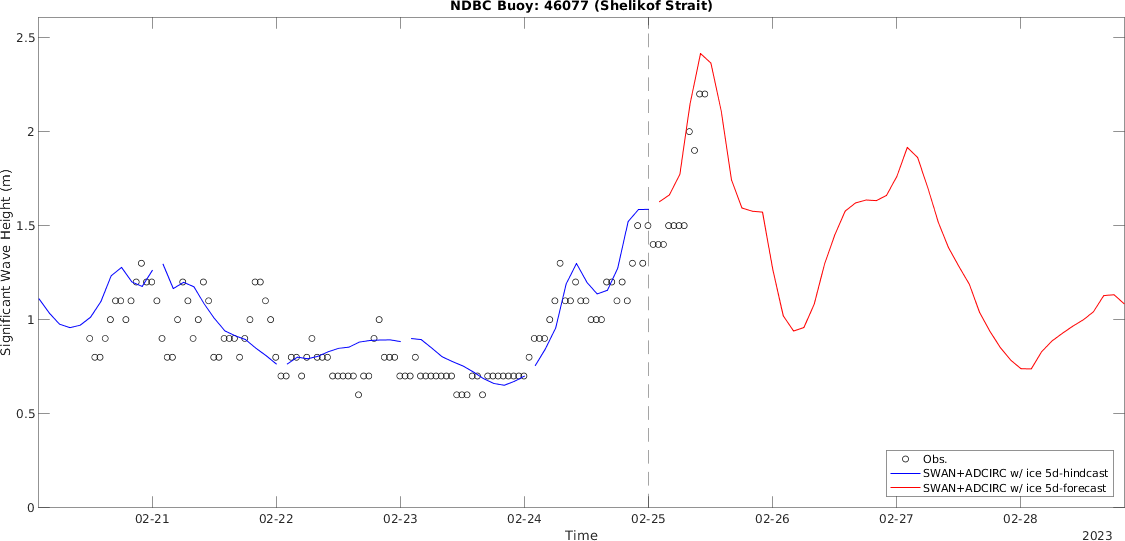 NDBC Buoy: 46077 (Shelikof Strait)
2.5
2
1.5
1
0.5
0
Significant Wave Height (m)
02-21 02-22 02-23 02-24 02-25 02-26 02-27 02-28
Time
2023
Obs.
SWAN+ADCIRC w/ ice 5d-hindcast
SWAN+ADCIRC w/ ice 5d-forecast